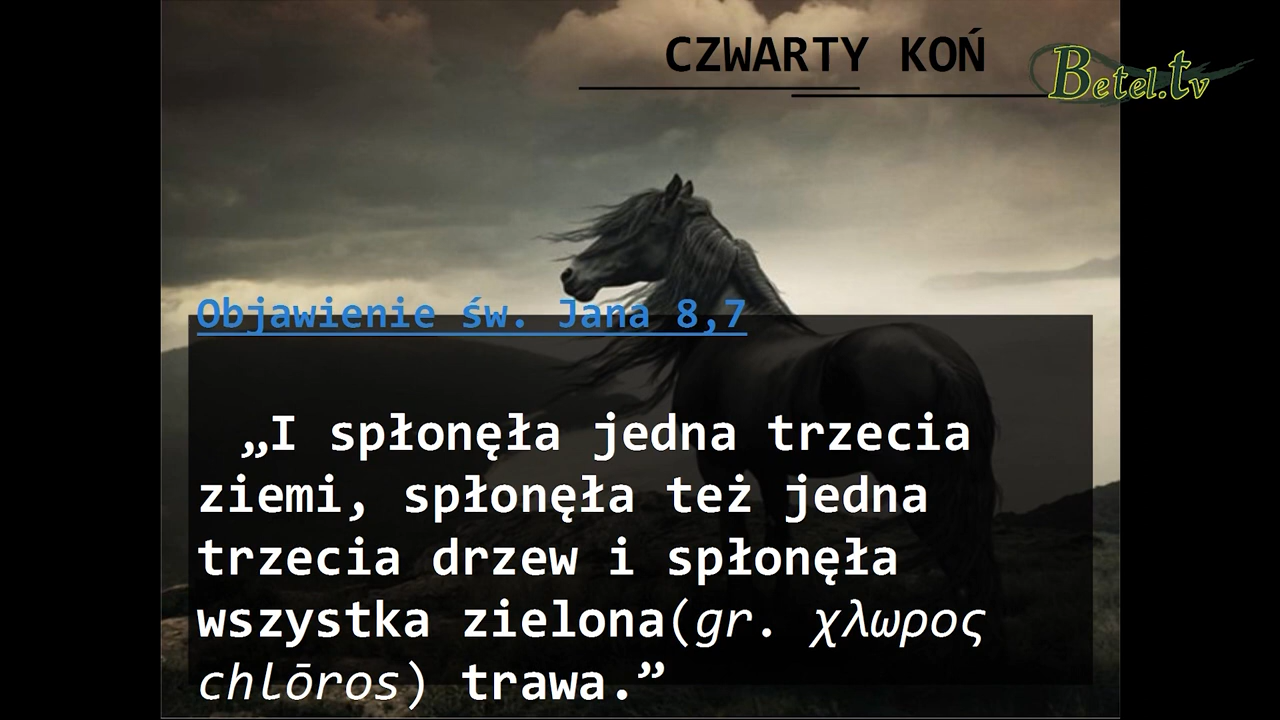 CZWARTY KOŃ
Betel.tv
Objawienie św. Jana 8,7
„I spłonęła jedna trzecia
ziemi, spłonęła też jedna
trzecia drzew i spłonęła
wszystka zielona(gr. χλωρος
chlōros) trawa.”